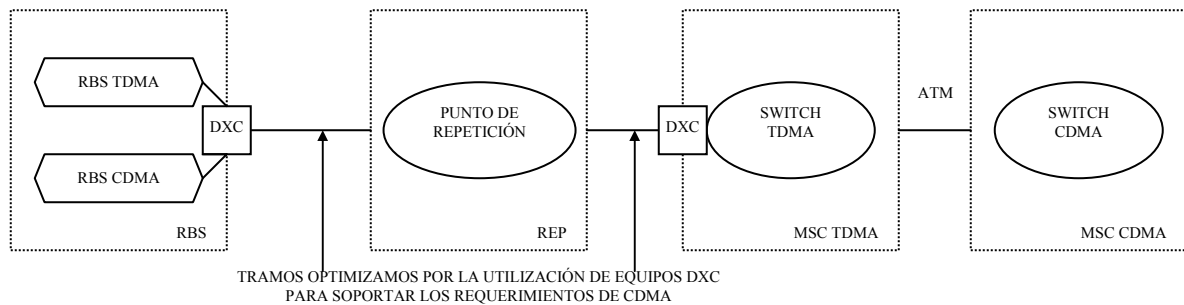 RBS TDMA
RBS CDMA
DXC
RBS
PUNTO DE
REPETICIÓN
REP
DXC
SWITCH
TDMA
MSC TDMA
ATM
SWITCH
CDMA
MSC CDMA
TRAMOS OPTIMIZAMOS POR LA UTILIZACIÓN DE EQUIPOS DXC
PARA SOPORTAR LOS REQUERIMIENTOS DE CDMA